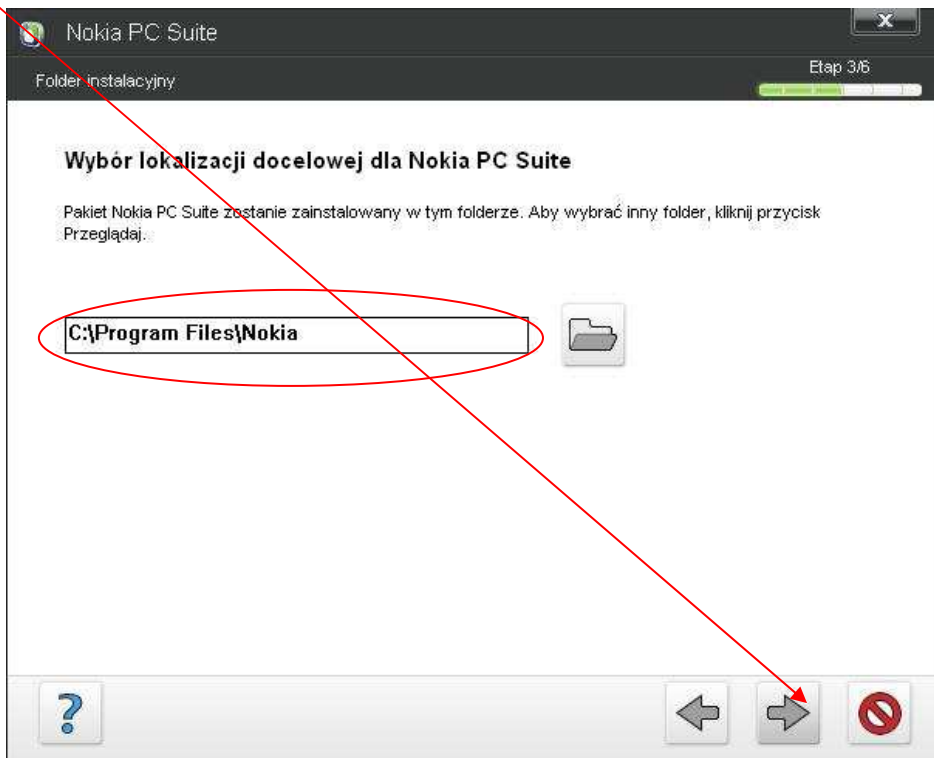 Nokia PC Suite
x
Folder instalacyjny
Etap 3/6
Wybór lokalizacji docelowej dla Nokia PC Suite
Pakiet Nokia PC Suite zostanie zainstalowany w tym folderze. Aby wybrać inny folder, kliknij przycisk
Przeglądaj.
C:\Program Files\Nokia
?